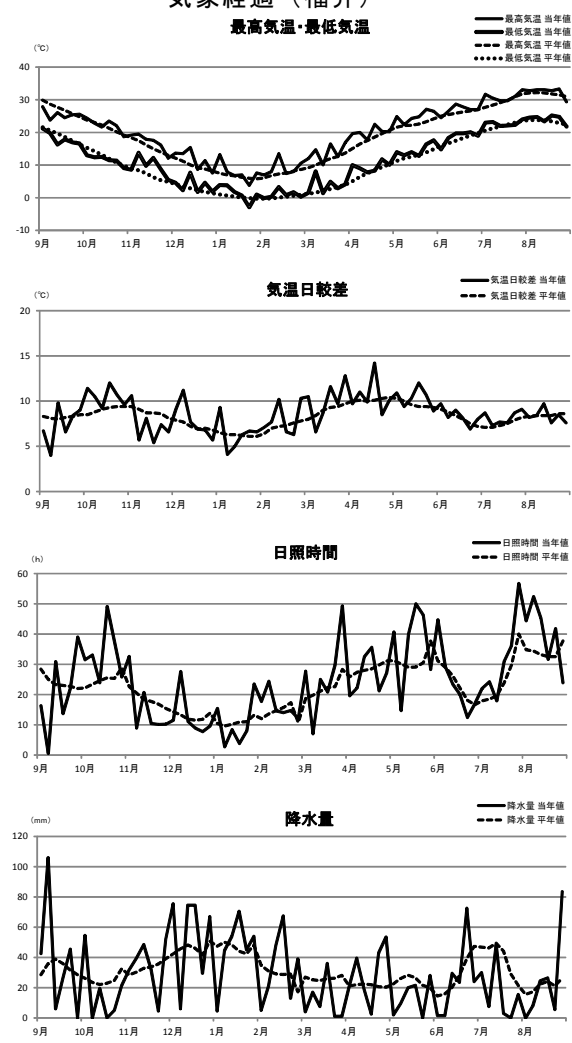 気象経過（福井）
最高気温・最低気温
最高気温 当年値
最低気温 当年値
最高気温 平年値
最低気温 平年値
(℃)
40
30
20
10
0
-10
9月 10月 11月 12月 1月 2月 3月 4月 5月 6月 7月 8月
気温日較差
気温日較差 当年値
気温日較差 平年値
(℃)
20
15
10
5
0
9月 10月 11月 12月 1月 2月 3月 4月 5月 6月 7月 8月
日照時間
日照時間 当年値
日照時間 平年値
(h)
60
50
40
30
20
10
0
9月 10月 11月 12月 1月 2月 3月 4月 5月 6月 7月 8月
降水量
降水量 当年値
降水量 平年値
(mm)
120
100
80
60
40
20
0
9月 10月 11月 12月 1月 2月 3月 4月 5月 6月 7月 8月